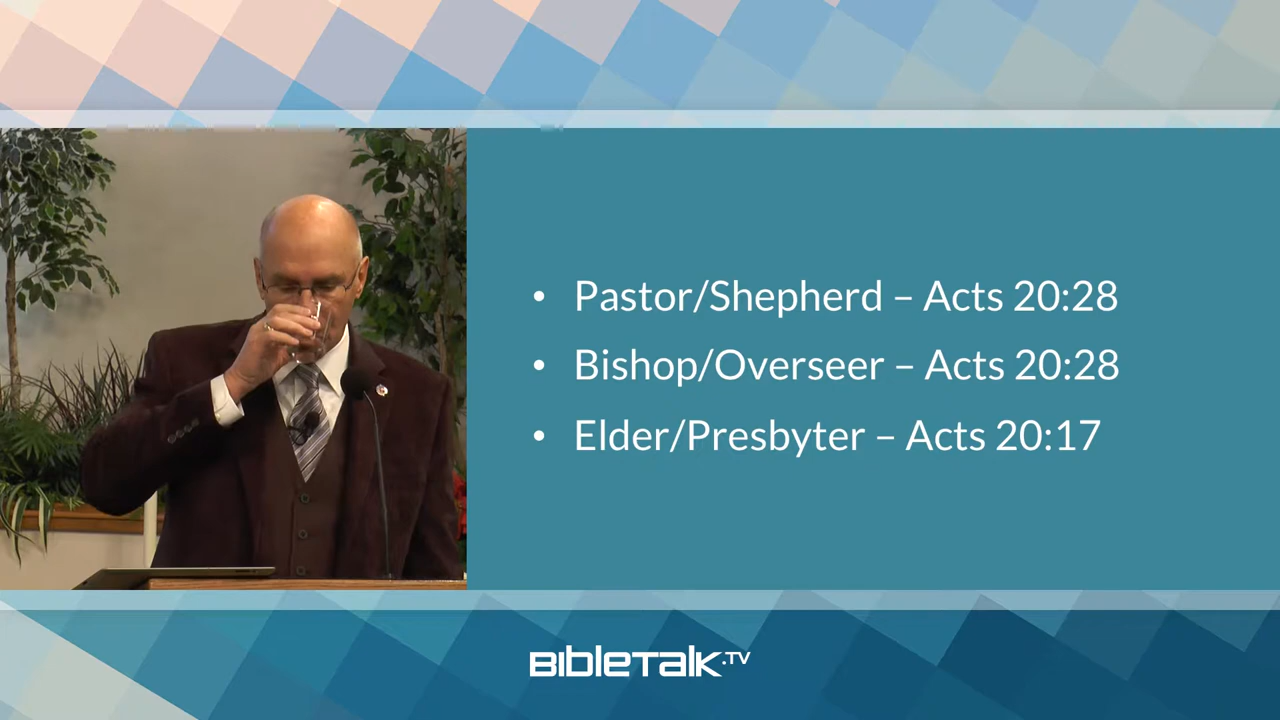 • Pastor/Shepherd – Acts 20:28
• Bishop/Overseer – Acts 20:28
• Elder/Presbyter – Acts 20:17
BIBLETALK.TV